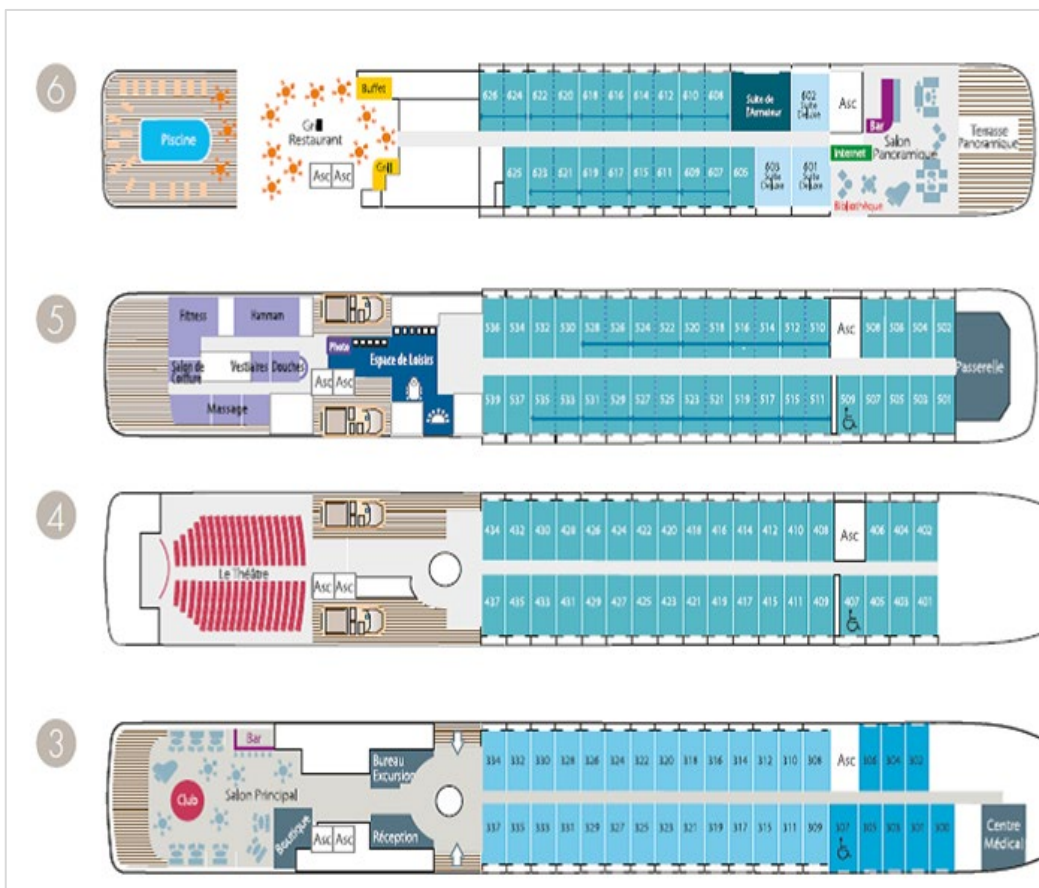 6
Piscine
Grill
Restaurant
Asc Asc
Buffet
Grill
626 624 622 620 618 616 614 612 610 608
Suite de
l'Armateur
602
Suite
Deluxe
Asc
Bar
Internet
Salon
Panoramique
Terrasse
Panoramique
625 623 621 619 617 615 611 609 607 605
603
Suite
Deluxe
601
Suite
Deluxe
Bibliothèque
5
Fitness
Hammam
Salon de
Coiffure
Vestiaires Douches
Massage
Photo
Espace de Loisirs
Asc Asc
536 534 532 530 528 526 524 522 520 518 516 514 512 510
Asc
508 506 504 502
539 537 535 533 531 529 527 525 523 521 519 517 515 511
509 507 505 503 501
Passerelle
4
Le Théâtre
Asc Asc
434 432 430 428 426 424 422 420 418 416 414 412 410 408
Asc
406 404 402
437 435 433 431 429 427 425 423 421 419 417 415 411 409
407 405 403 401
3
Bar
Club
Salon Principal
Boutique
Bureau
Excursion
Réception
Asc Asc
334 332 330 328 326 324 322 320 318 316 314 312 310 308
Asc
306 304 302
337 335 333 331 329 327 325 323 321 319 317 315 311 309
307 305 303 301 300
Centre
Médical